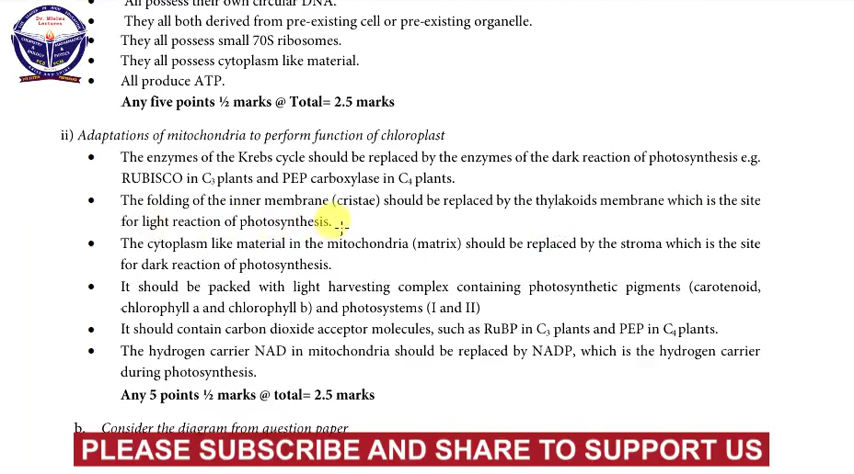 All possess their own circular DNA.
Dr. Mlelwa
Lectures
• They all both derived from pre-existing cell or pre-existing organelle.
• They all possess small 70S ribosomes.
• They all possess cytoplasm like material.
• All produce ATP.
Any five points ½ marks @ Total= 2.5 marks
ii) Adaptations of mitochondria to perform function of chloroplast
• The enzymes of the Krebs cycle should be replaced by the enzymes of the dark reaction of photosynthesis e.g.
RUBISCO in C3 plants and PEP carboxylase in C4 plants.
• The folding of the inner membrane (cristae) should be replaced by the thylakoids membrane which is the site
for light reaction of photosynthesis.
• The cytoplasm like material in the mitochondria (matrix) should be replaced by the stroma which is the site
for dark reaction of photosynthesis.
• It should be packed with light harvesting complex containing photosynthetic pigments (carotenoid,
chlorophyll a and chlorophyll b) and photosystems (I and II)
• It should contain carbon dioxide acceptor molecules, such as RuBP in C3 plants and PEP in C4 plants.
• The hydrogen carrier NAD in mitochondria should be replaced by NADP, which is the hydrogen carrier
during photosynthesis.
Any 5 points ½ marks @ total= 2.5 marks
b. Consider the diagram from question paper
PLEASE SUBSCRIBE AND SHARE TO SUPPORT US